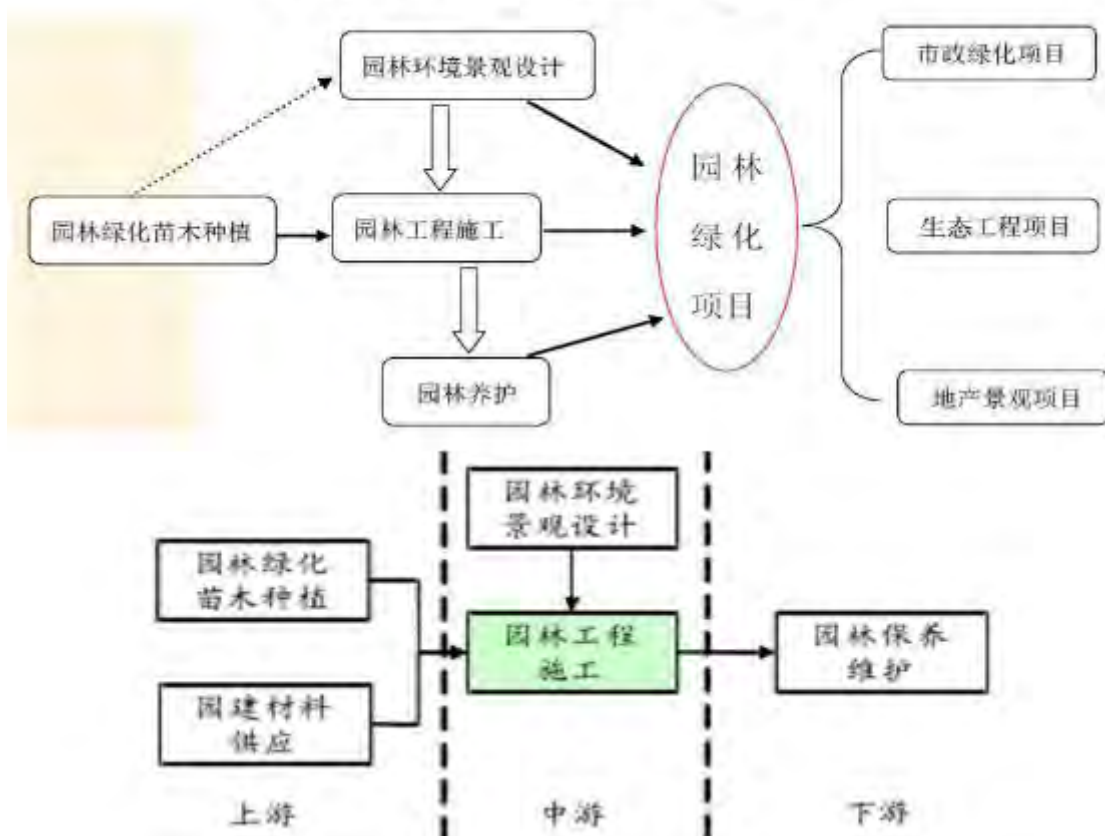 园林环境景观设计
市政绿化项目
园林绿化苗木种植
园林工程施工
园林
绿化
项目
生态工程项目
园林养护
地产景观项目
园林环境
景观设计
园林绿化
苗木种植
园林工程
施工
园林保养
维护
园建材料
供应
上游
中游
下游